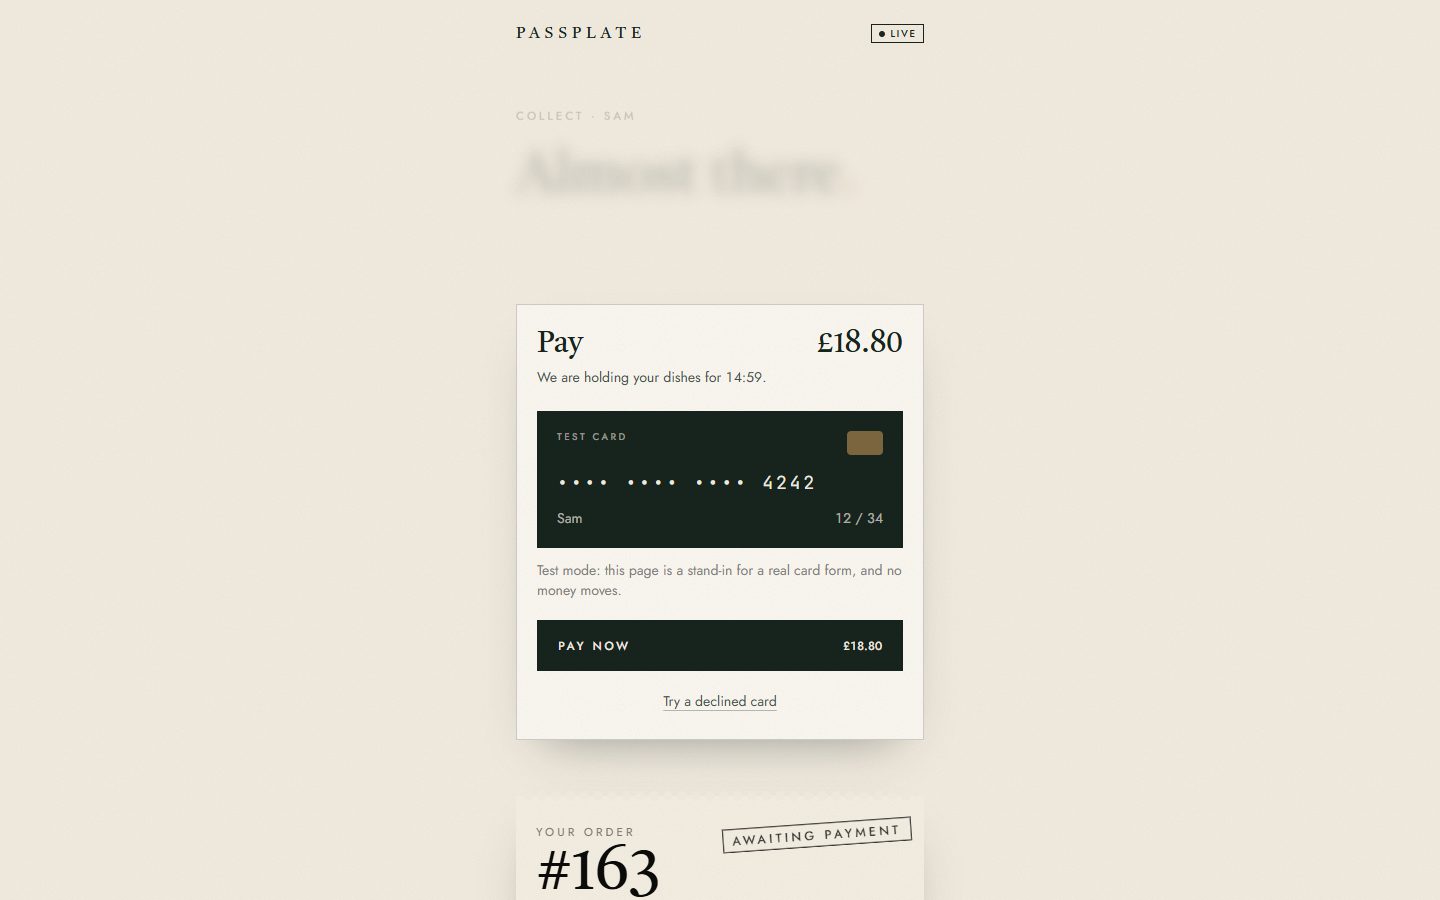 PASSPLATE
LIVE
COLLECT · SAM
Almost there.
Pay £18.80
We are holding your dishes for 14:59.
TEST CARD
•••• •••• •••• 4242
Sam 12 / 34
Test mode: this page is a stand-in for a real card form, and no
money moves.
PAY NOW £18.80
Try a declined card
YOUR ORDER
AWAITING PAYMENT
#163